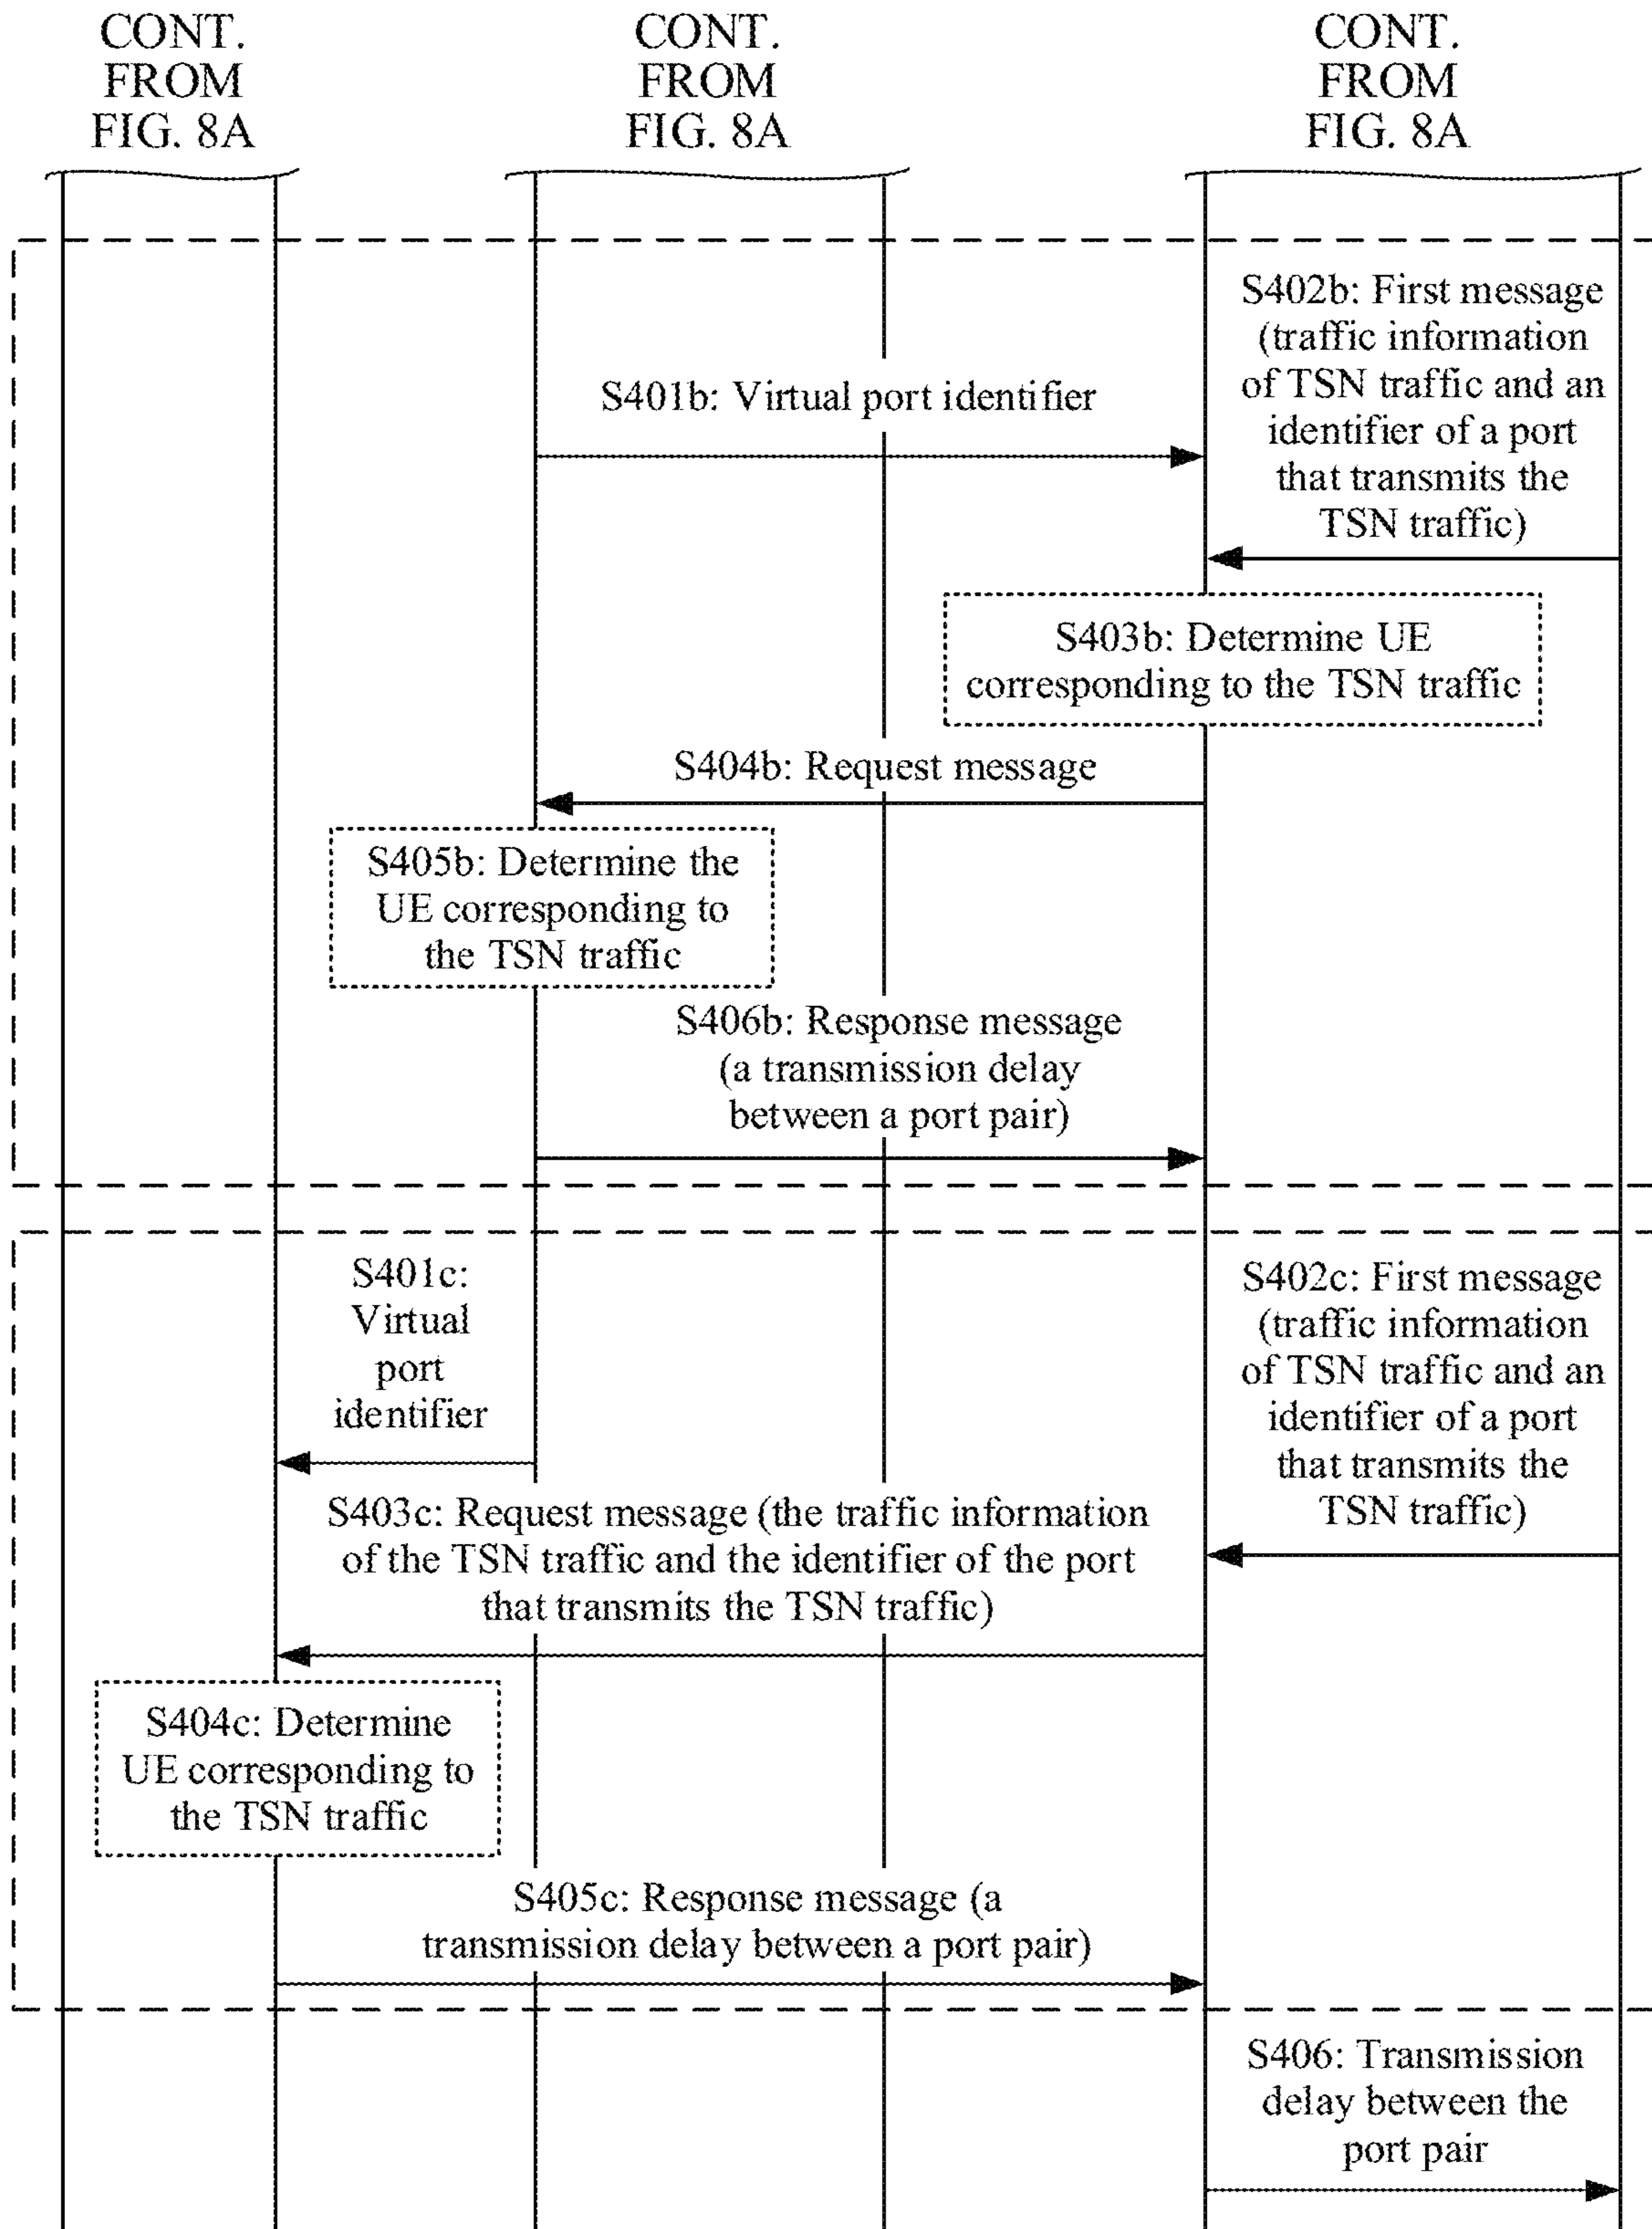 CONT.
FROM
FIG. 8A
CONT.
FROM
FIG. 8A
CONT.
FROM
FIG. 8A
S402b: First message
(traffic information
of TSN traffic and an
identifier of a port
that transmits the
TSN traffic)
S401b: Virtual port identifier
S403b: Determine UE
corresponding to the TSN traffic
S404b: Request message
S405b: Determine the
UE corresponding to
the TSN traffic
S406b: Response message
(a transmission delay
between a port pair)
S401c:
Virtual
port
identifier
S402c: First message
(traffic information
of TSN traffic and an
identifier of a port
that transmits the
TSN traffic)
S403c: Request message (the traffic information
of the TSN traffic and the identifier of the port
that transmits the TSN traffic)
S404c: Determine
UE corresponding to
the TSN traffic
S405c: Response message (a
transmission delay between a port pair)
S406: Transmission
delay between the
port pair